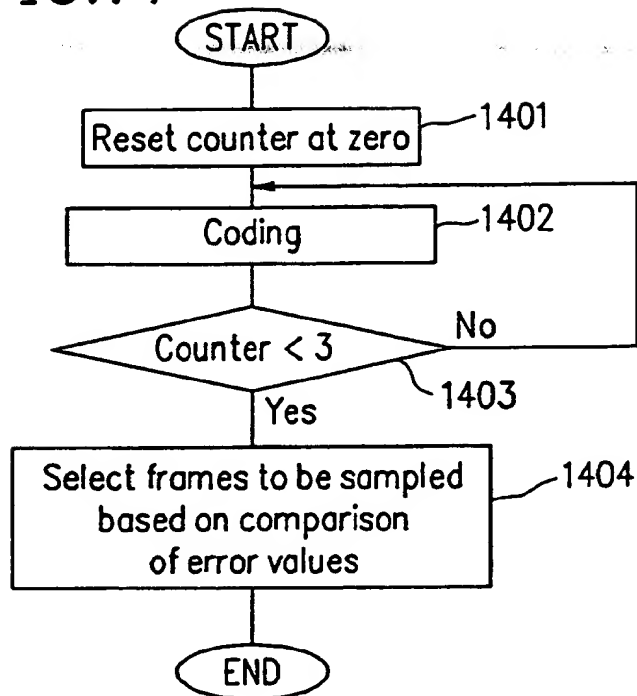 START
Reset counter at zero
1401
Coding
1402
Counter < 3
No
1403
Yes
Select frames to be sampled
based on comparison
of error values
1404
END